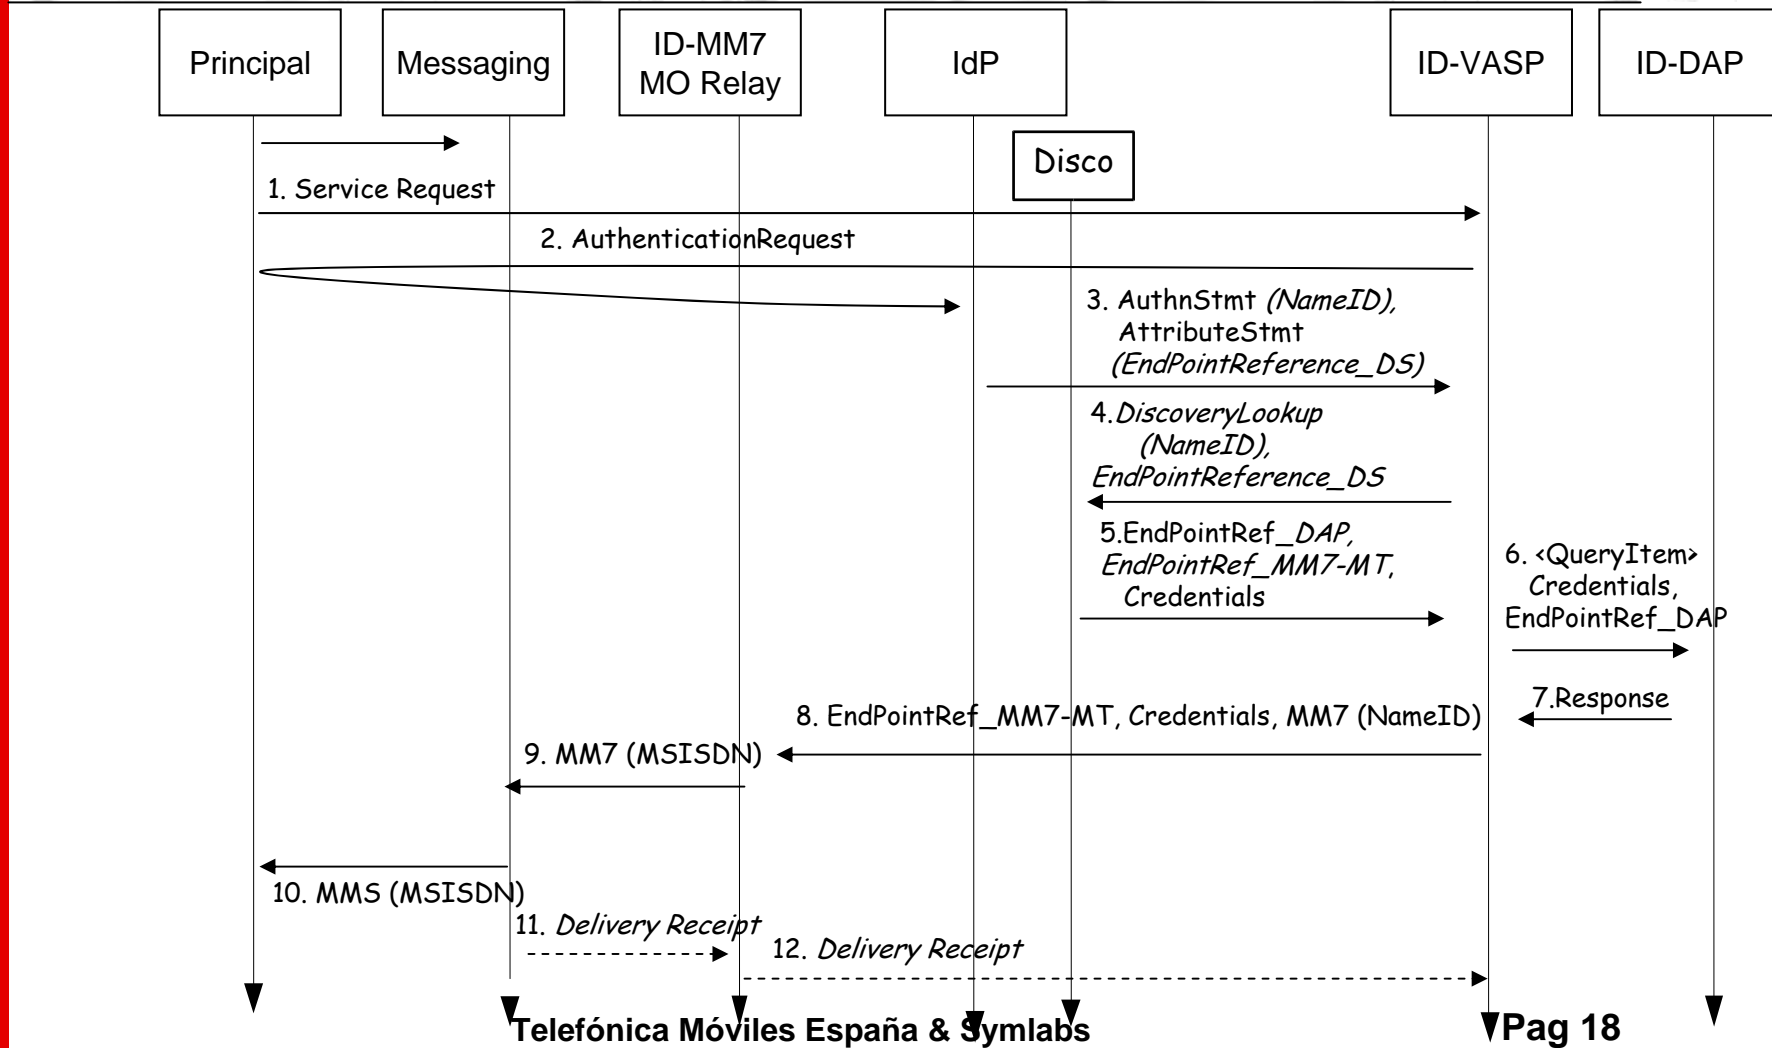 Principal
Messaging
ID-MM7
MO Relay
IdP
ID-VASP
ID-DAP
Disco
1. Service Request
2. AuthenticationRequest
3. AuthnStmt (NameID),
AttributeStmt
(EndPointReference_DS)
4.DiscoveryLookup
(NameID),
EndPointReference_DS
5.EndPointRef_DAP,
EndPointRef_MM7-MT,
Credentials
6. <QueryItem>
Credentials,
EndPointRef_DAP
7.Response
8. EndPointRef_MM7-MT, Credentials, MM7 (NameID)
9. MM7 (MSISDN)
10. MMS (MSISDN)
11. Delivery Receipt
12. Delivery Receipt
Telefónica Móviles España & Symlabs
Pag 18